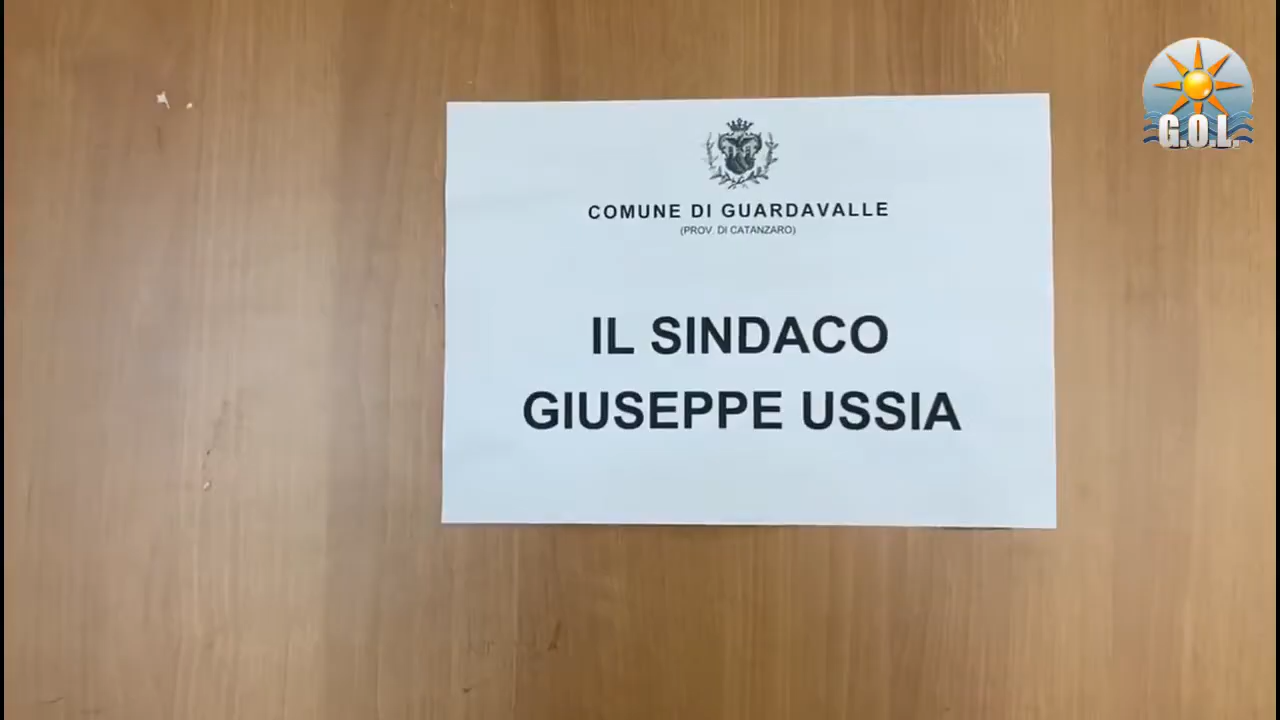 COMUNE DI GUARDAVALLE
(PROV. DI CATANZARO)
IL SINDACO
GIUSEPPE USSIA
G.O.L.